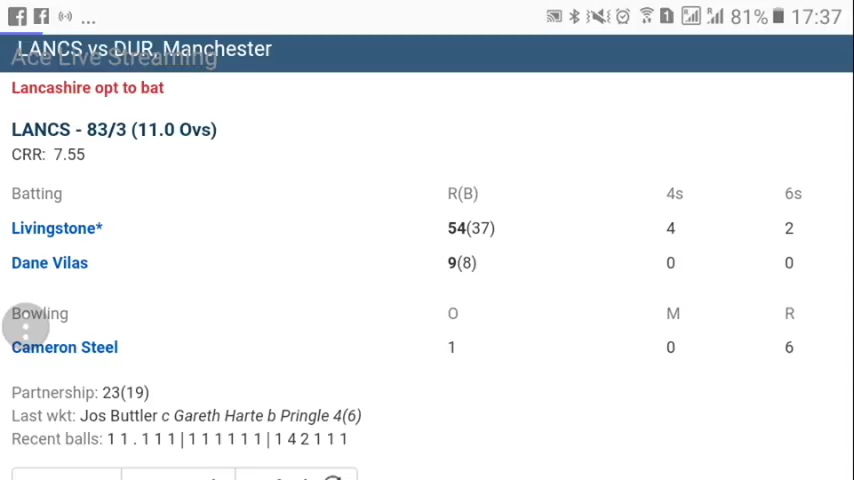 81% 17:37
LANCS vs DUR, Manchester
Ace Live Streaming
Lancashire opt to bat
LANCS - 83/3 (11.0 Ovs)
CRR: 7.55
Batting R(B) 4s 6s
Livingstone* 54(37) 4 2
Dane Vilas 9(8) 0 0
Bowling O M R
Cameron Steel 1 0 6
Partnership: 23(19)
Last wkt: Jos Buttler c Gareth Harte b Pringle 4(6)
Recent balls: 1 1 . 1 1 1 | 1 1 1 1 1 1 | 1 4 2 1 1 1